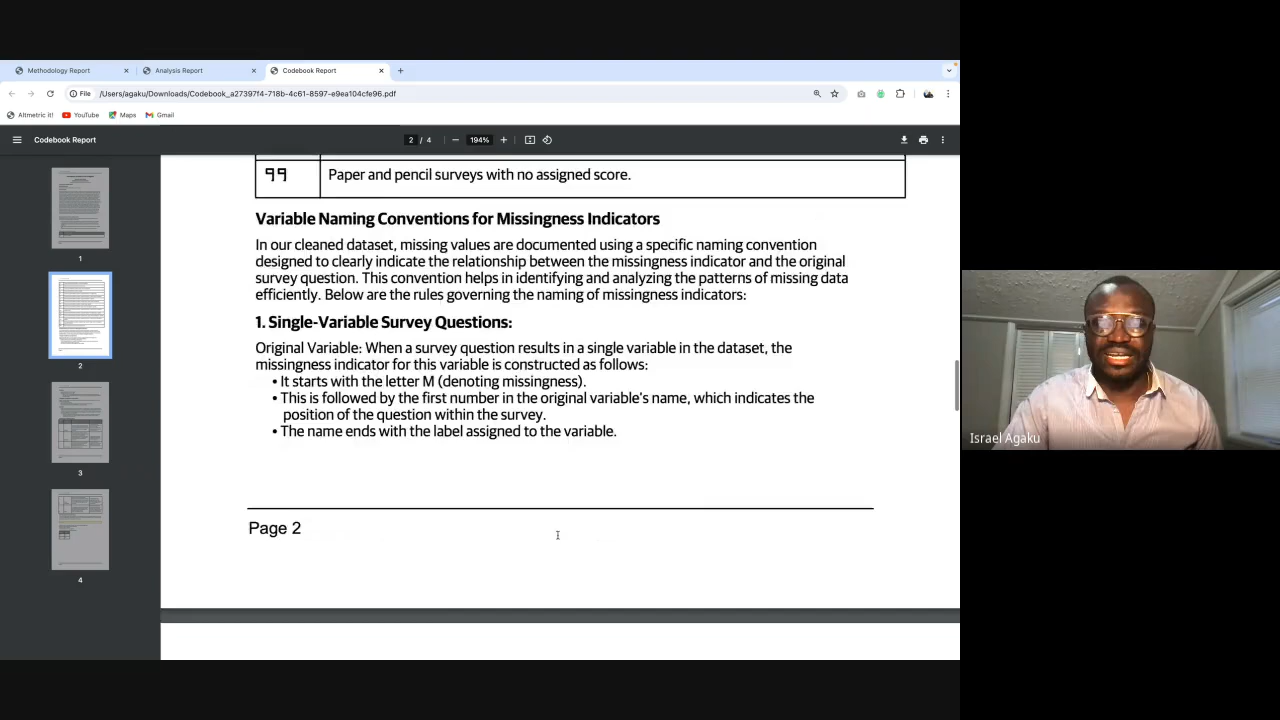 Methodology Report
Analysis Report
Codebook Report
File
/Users/agaku/Downloads/Codebook_a27397f4-718b-4c61-8597-e9ea104cfe96.pdf
Altmetric it!
YouTube
Maps
Gmail
Codebook Report
2 / 4
194%
99
Paper and pencil surveys with no assigned score.
Variable Naming Conventions for Missingness Indicators
In our cleaned dataset, missing values are documented using a specific naming convention
designed to clearly indicate the relationship between the missingness indicator and the original
survey question. This convention helps in identifying and analyzing the patterns of missing data
efficiently. Below are the rules governing the naming of missingness indicators:
1. Single-Variable Survey Questions:
Original Variable: When a survey question results in a single variable in the dataset, the
missingness indicator for this variable is constructed as follows:
• It starts with the letter M (denoting missingness).
• This is followed by the first number in the original variable's name, which indicates the
position of the question within the survey.
• The name ends with the label assigned to the variable.
Page 2
1
2
3
4
Israel Agaku